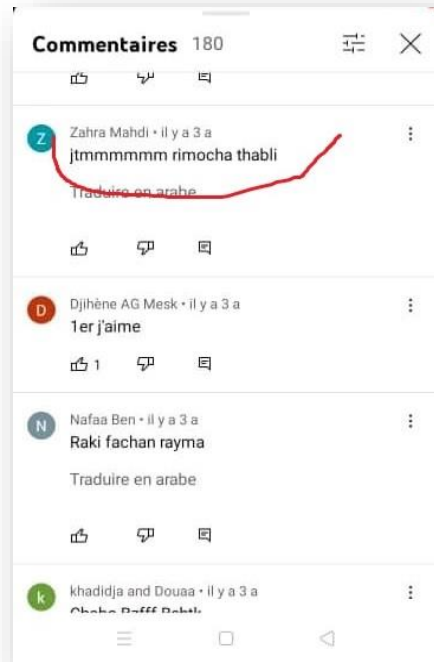 Commentaires 180
Z
Zahra Mahdi • il y a 3 a
jtmmmmmm rimocha thabli
Traduire en arabe
D
Djihène AG Mesk • il y a 3 a
1er j'aime
1
N
Nafaa Ben • il y a 3 a
Raki fachan rayma
Traduire en arabe
k
khadidja and Douaa • il y a 3 a